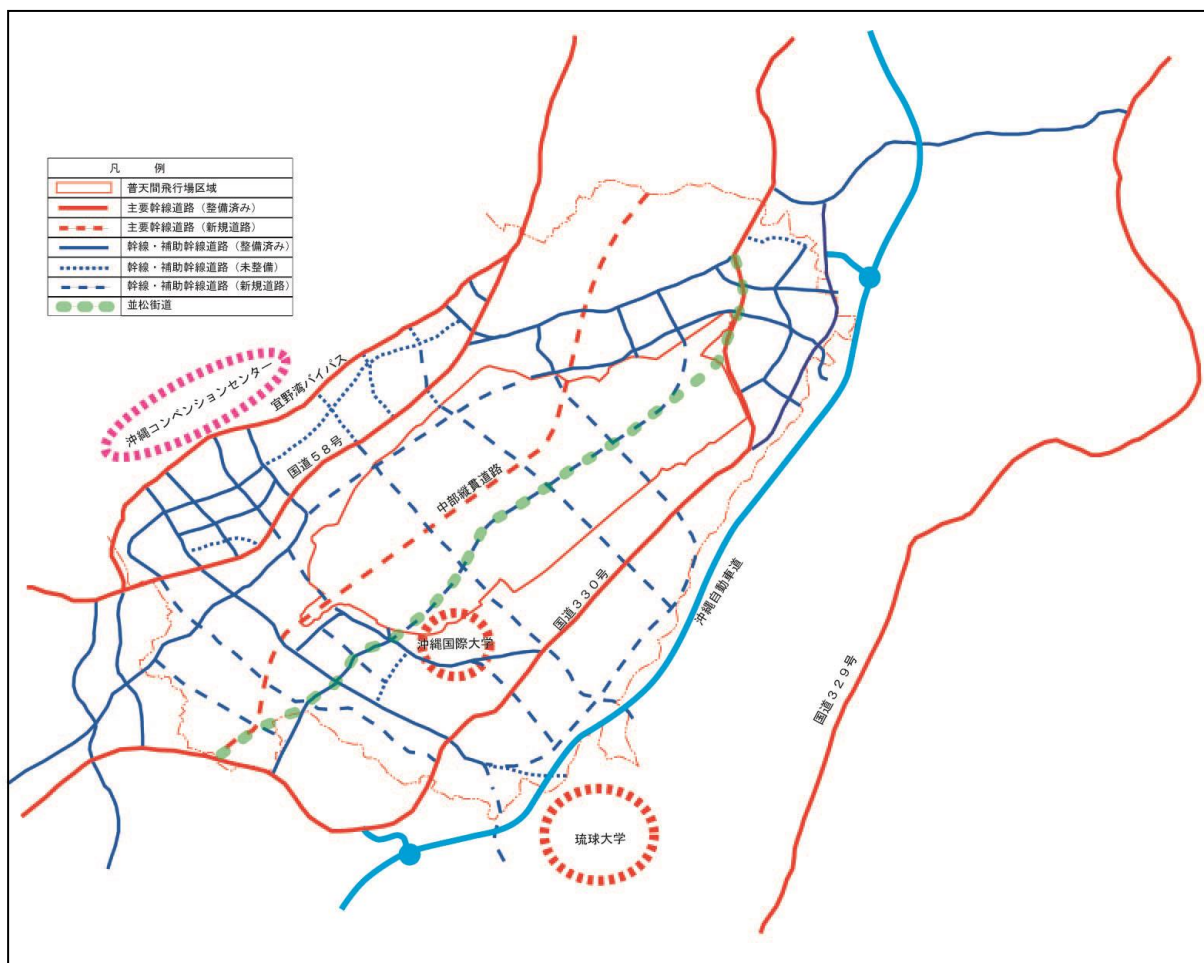 凡 例
普天間飛行場区域
主要幹線道路（整備済み）
主要幹線道路（新規道路）
幹線・補助幹線道路（整備済み）
幹線・補助幹線道路（未整備）
幹線・補助幹線道路（新規道路）
並松街道
沖縄コンベンションセンター
宜野湾バイパス
国道５８号
中部縦貫道路
国道３３０号
沖縄自動車道
沖縄国際大学
国道３２９号
琉球大学